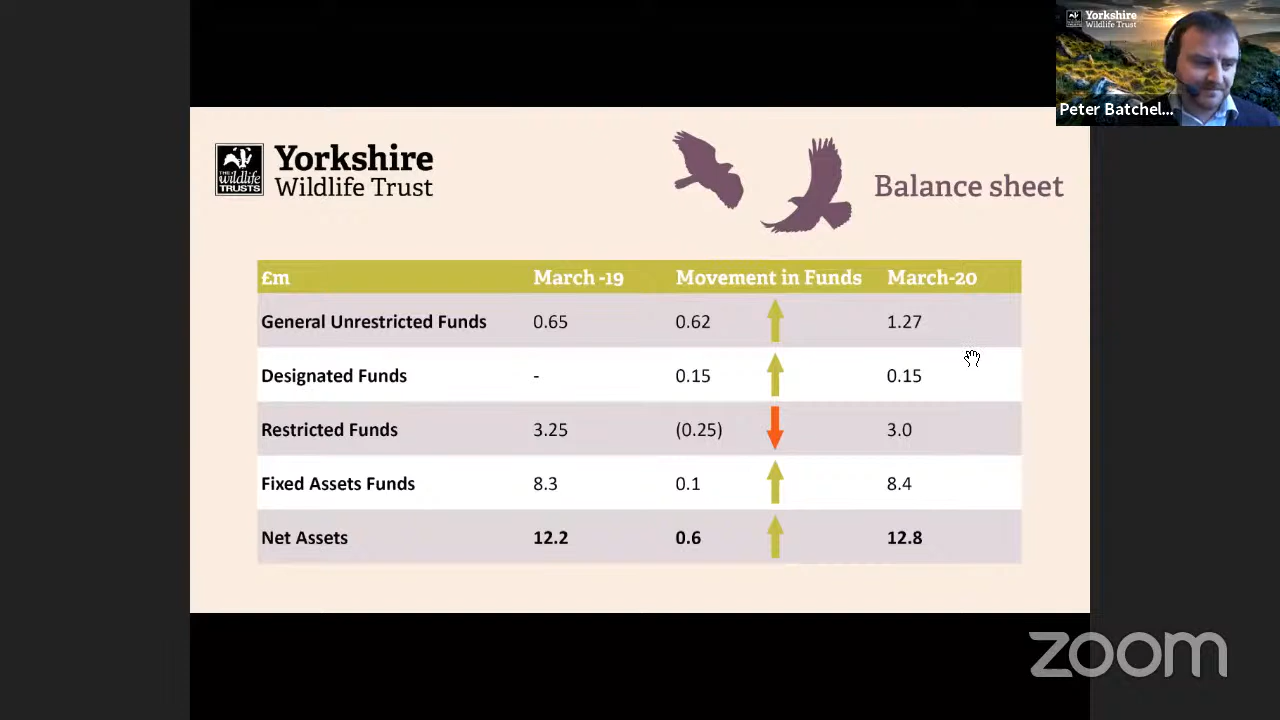 Yorkshire
Wildlife Trust
Peter Batchel...
THE
wildlife
TRUSTS
Yorkshire
Wildlife Trust
Balance sheet
£m March -19 Movement in Funds March-20
General Unrestricted Funds 0.65 0.62 1.27
Designated Funds - 0.15 0.15
Restricted Funds 3.25 (0.25) 3.0
Fixed Assets Funds 8.3 0.1 8.4
Net Assets 12.2 0.6 12.8
zoom